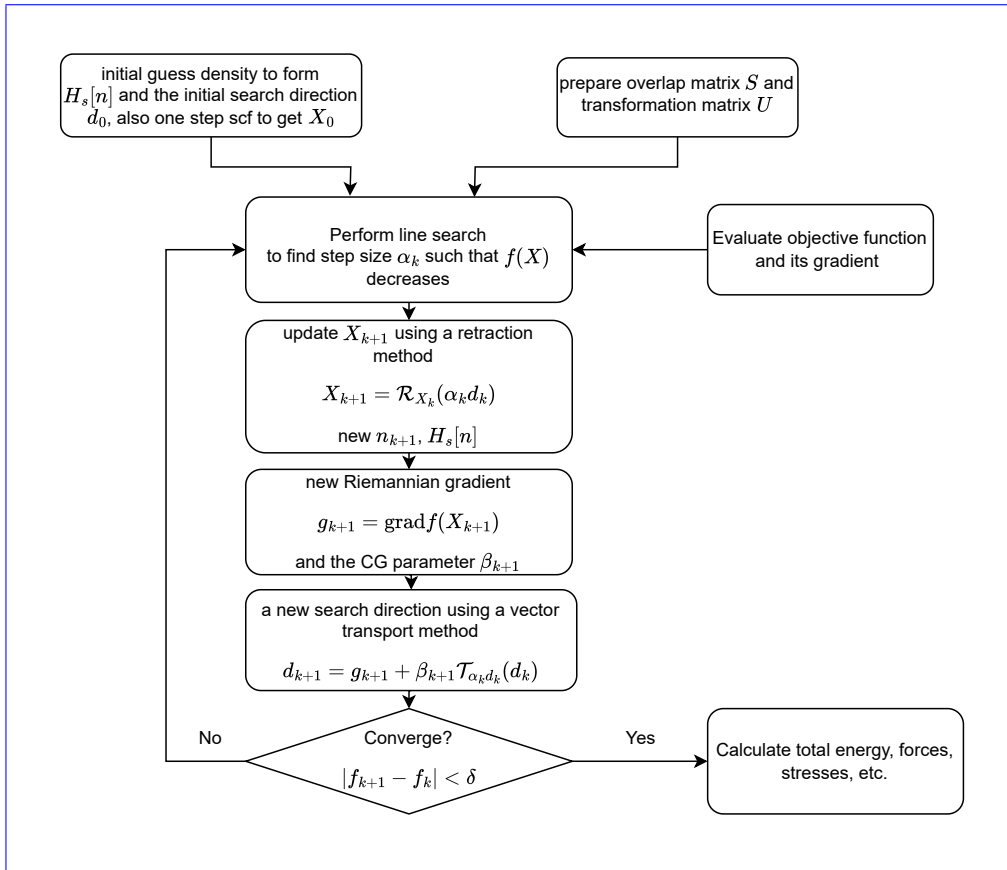 initial guess density to form
$H_s[n]$ and the initial search direction
$d_0$, also one step scf to get $X_0$
prepare overlap matrix $S$ and
transformation matrix $U$
Perform line search
to find step size $\alpha_k$ such that $f(X)$
decreases
Evaluate objective function
and its gradient
update $X_{k+1}$ using a retraction
method
$X_{k+1} = \mathcal{R}_{X_k}(\alpha_k d_k)$
new $n_{k+1}$, $H_s[n]$
new Riemannian gradient
$g_{k+1} = \mathrm{grad} f(X_{k+1})$
and the CG parameter $\beta_{k+1}$
a new search direction using a vector
transport method
$d_{k+1} = g_{k+1} + \beta_{k+1} \mathcal{T}_{\alpha_k d_k}(d_k)$
No
Converge?
$|f_{k+1} - f_k| < \delta$
Yes
Calculate total energy, forces,
stresses, etc.